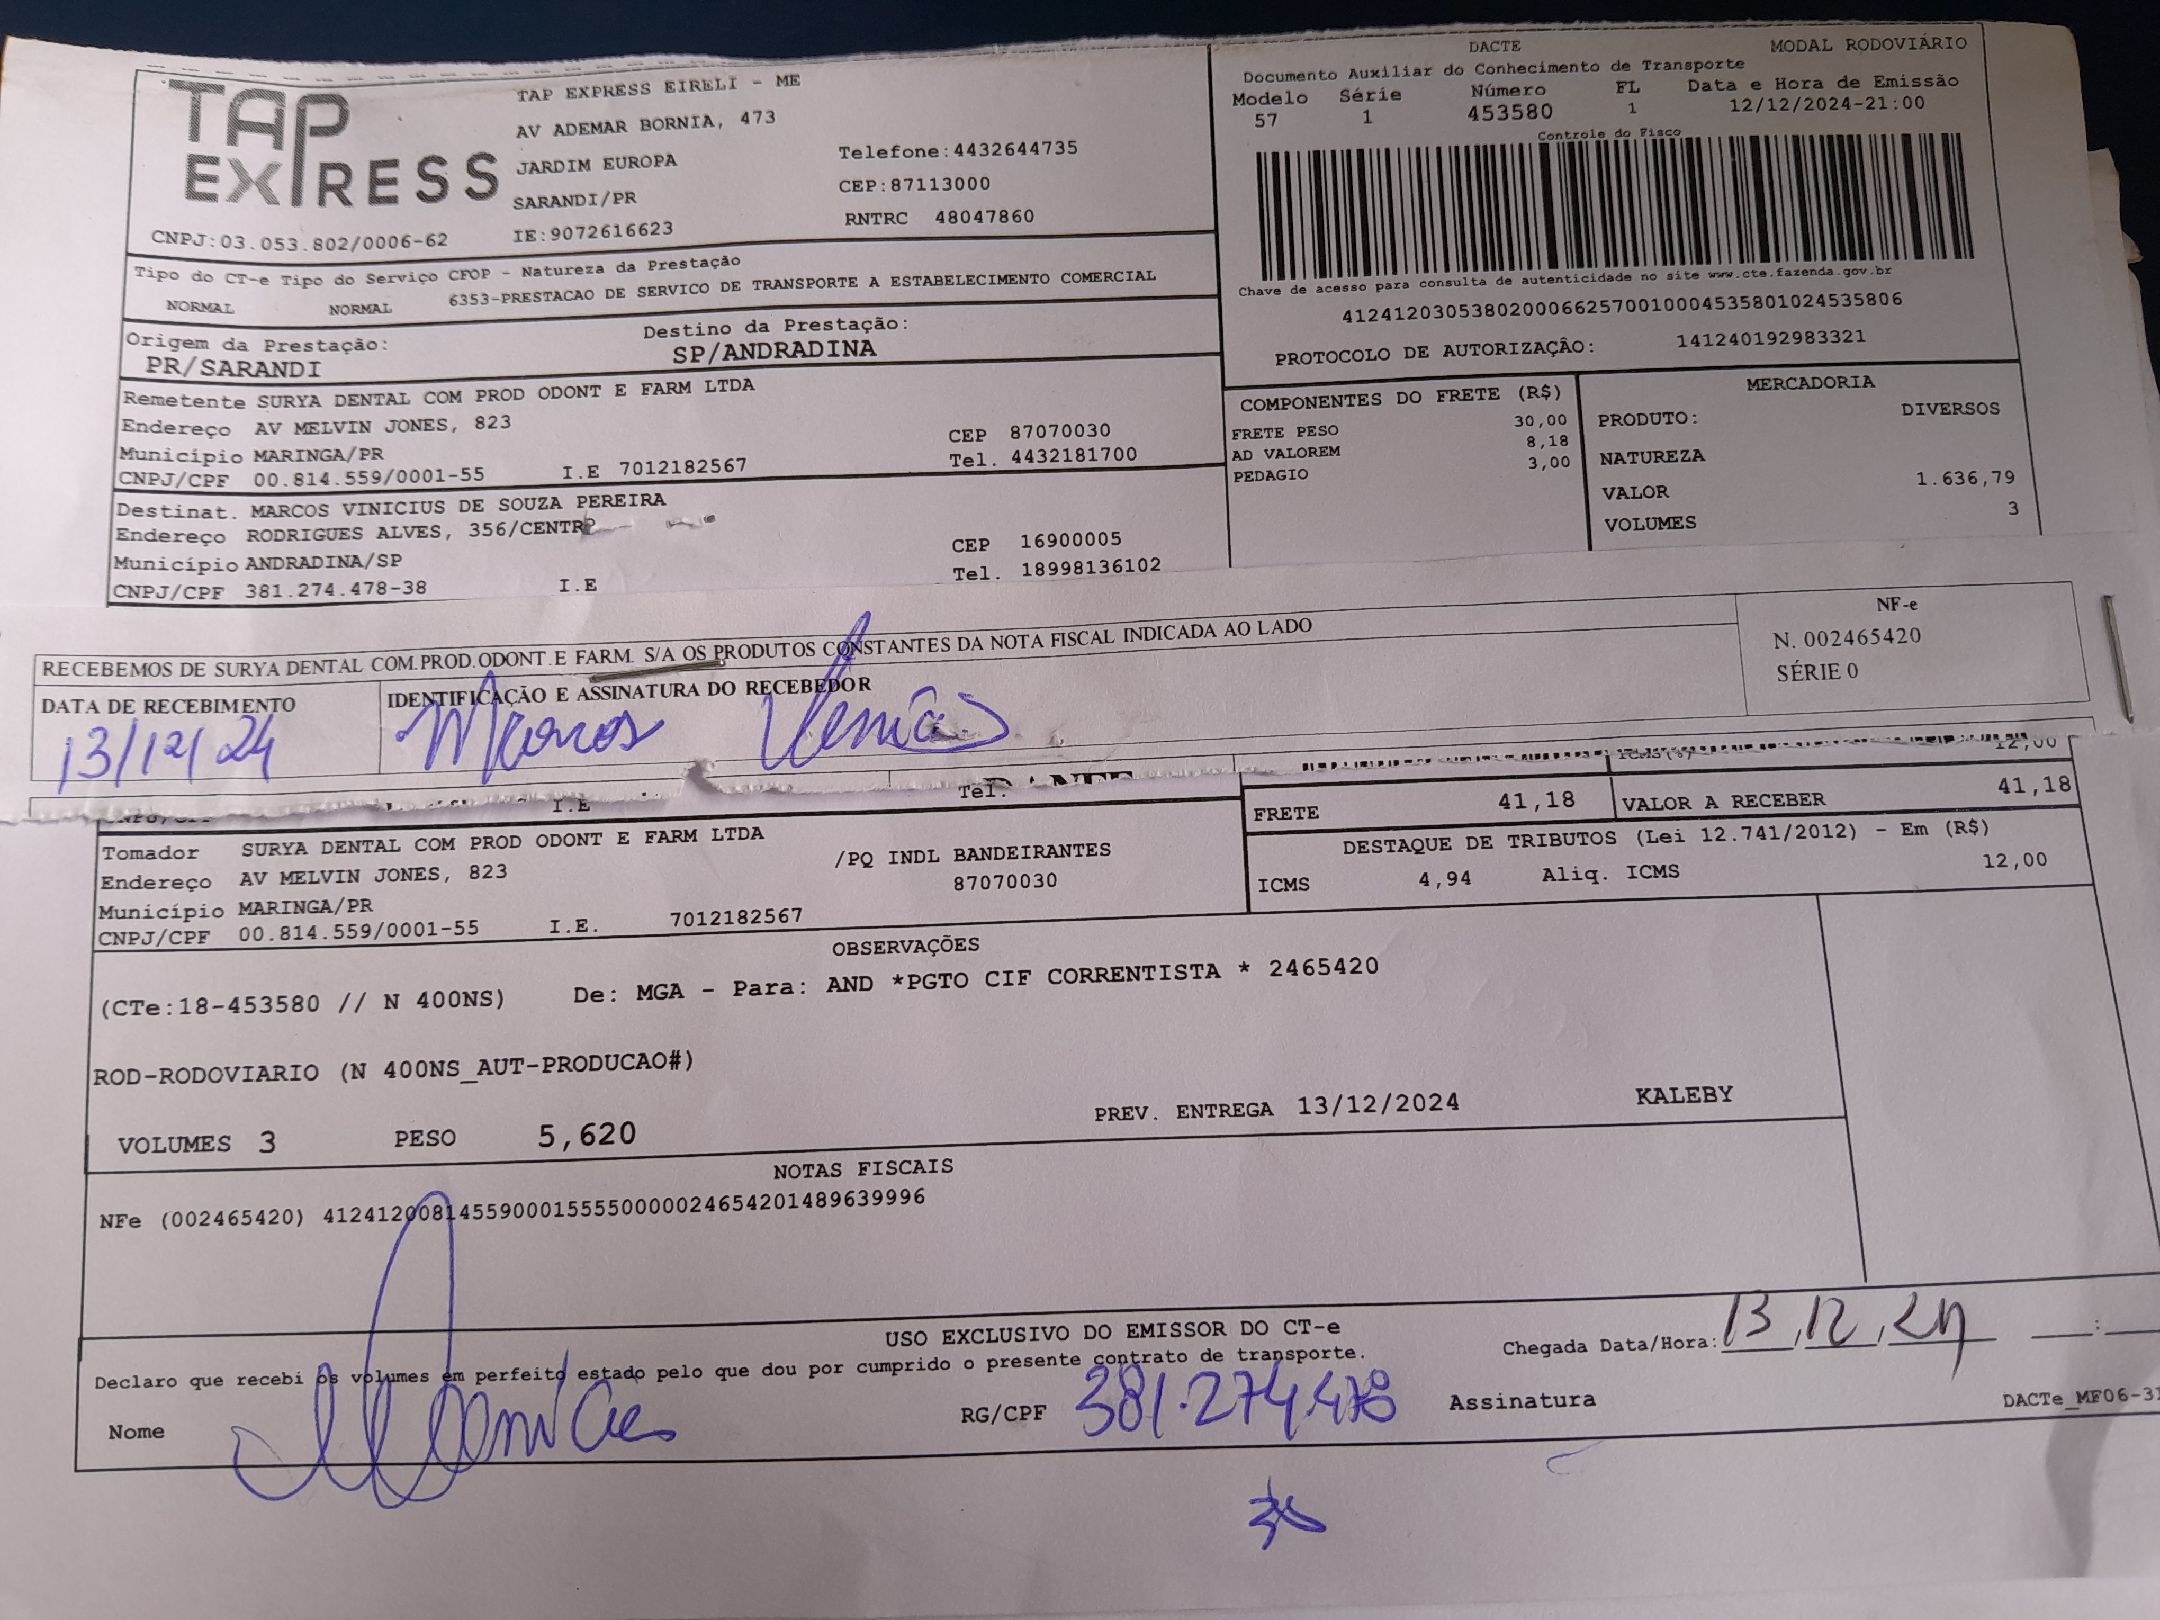 TAP EXPRESS
TAP EXPRESS EIRELI - ME
AV ADEMAR BORNIA, 473
JARDIM EUROPA
SARANDI/PR
IE:9072616623
Telefone:4432644735
CEP:87113000
RNTRC 48047860
CNPJ:03.053.802/0006-62
DACTE
MODAL RODOVIÁRIO
Documento Auxiliar do Conhecimento de Transporte
Modelo Série Número FL Data e Hora de Emissão
57 1 453580 1 12/12/2024-21:00
Controle do Fisco
Chave de acesso para consulta de autenticidade no site www.cte.fazenda.gov.br
41241203053802000662570010004535801024535806
PROTOCOLO DE AUTORIZAÇÃO: 141240192983321
Tipo do CT-e Tipo do Serviço CFOP - Natureza da Prestação
NORMAL NORMAL 6353-PRESTACAO DE SERVICO DE TRANSPORTE A ESTABELECIMENTO COMERCIAL
Origem da Prestação: Destino da Prestação:
PR/SARANDI SP/ANDRADINA
Remetente SURYA DENTAL COM PROD ODONT E FARM LTDA
Endereço AV MELVIN JONES, 823 CEP 87070030
Município MARINGA/PR Tel. 4432181700
CNPJ/CPF 00.814.559/0001-55 I.E 7012182567
Destinat. MARCOS VINICIUS DE SOUZA PEREIRA
Endereço RODRIGUES ALVES, 356/CENTR CEP 16900005
Município ANDRADINA/SP Tel. 18998136102
CNPJ/CPF 381.274.478-38 I.E
COMPONENTES DO FRETE (R$)
FRETE PESO 30,00
AD VALOREM 8,18
PEDAGIO 3,00
MERCADORIA
PRODUTO: DIVERSOS
NATUREZA
VALOR 1.636,79
VOLUMES 3
RECEBEMOS DE SURYA DENTAL COM.PROD.ODONT.E FARM. S/A OS PRODUTOS CONSTANTES DA NOTA FISCAL INDICADA AO LADO
NF-e
N. 002465420
SÉRIE 0
DATA DE RECEBIMENTO IDENTIFICAÇÃO E ASSINATURA DO RECEBEDOR
13/12/24 Marcos
I.E Tel.
12,00
FRETE 41,18 VALOR A RECEBER 41,18
Tomador SURYA DENTAL COM PROD ODONT E FARM LTDA
Endereço AV MELVIN JONES, 823 /PQ INDL BANDEIRANTES
87070030
Município MARINGA/PR
CNPJ/CPF 00.814.559/0001-55 I.E. 7012182567
DESTAQUE DE TRIBUTOS (Lei 12.741/2012) - Em (R$)
ICMS 4,94 Aliq. ICMS 12,00
OBSERVAÇÕES
(CTe:18-453580 // N 400NS) De: MGA - Para: AND *PGTO CIF CORRENTISTA * 2465420
ROD-RODOVIARIO (N 400NS_AUT-PRODUCAO#)
VOLUMES 3 PESO 5,620 PREV. ENTREGA 13/12/2024 KALEBY
NOTAS FISCAIS
NFe (002465420) 41241200814559000155550000024654201489639996
USO EXCLUSIVO DO EMISSOR DO CT-e
Declaro que recebi os volumes em perfeito estado pelo que dou por cumprido o presente contrato de transporte.
Chegada Data/Hora: 13,12,24 :
Nome RG/CPF 381.274.478 Assinatura
DACTe_MF06-31
38